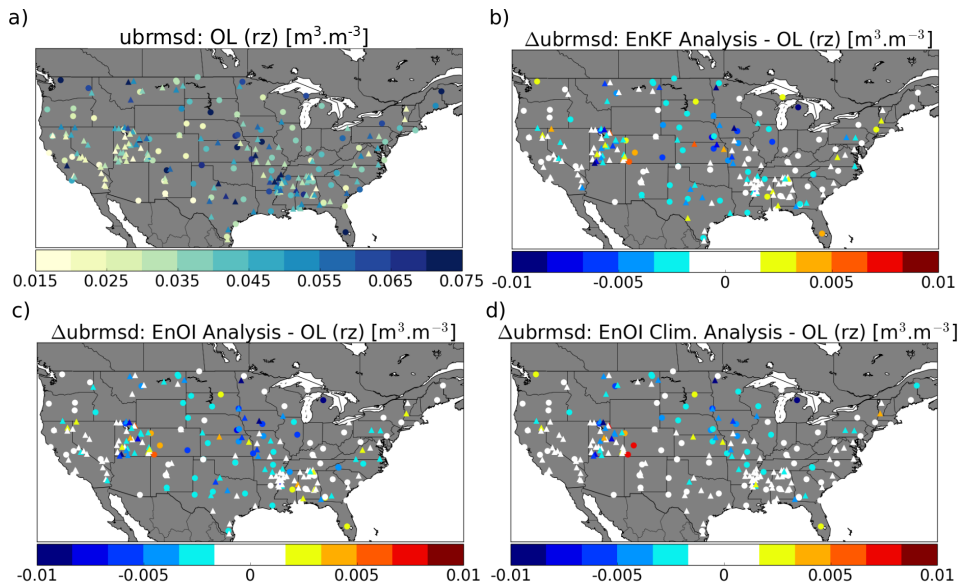 a)
ubrmsd: OL (rz) [m³.m⁻³]
0.015 0.025 0.035 0.045 0.055 0.065 0.075
b)
Δubrmsd: EnKF Analysis - OL (rz) [m³.m⁻³]
-0.01 -0.005 0 0.005 0.01
c)
Δubrmsd: EnOI Analysis - OL (rz) [m³.m⁻³]
-0.01 -0.005 0 0.005 0.01
d)
Δubrmsd: EnOI Clim. Analysis - OL (rz) [m³.m⁻³]
-0.01 -0.005 0 0.005 0.01